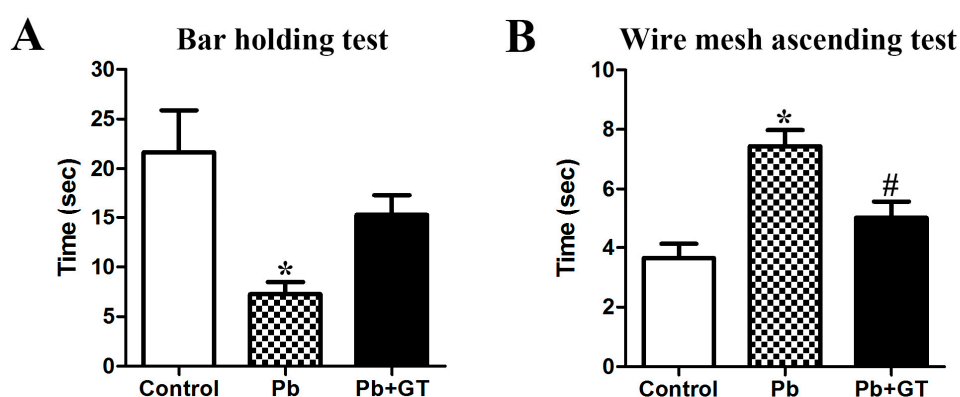 A Bar holding test
Time (sec)
30
25
20
15
10
5
0
*
Control Pb Pb+GT
B Wire mesh ascending test
Time (sec)
10
8
6
4
2
0
*
#
Control Pb Pb+GT